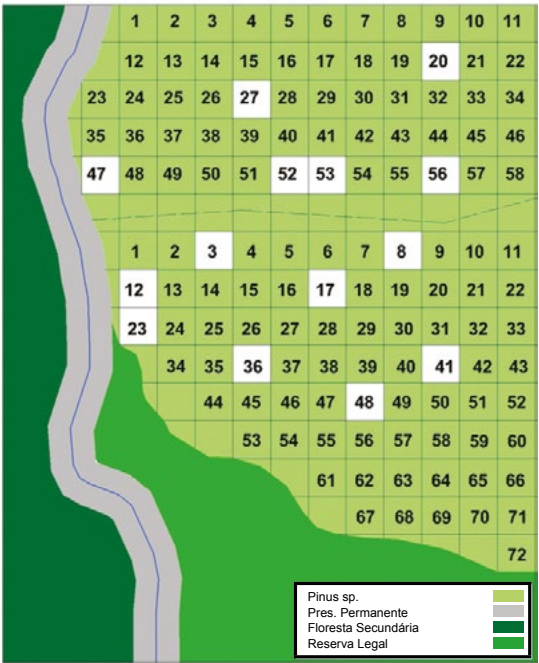 1 2 3 4 5 6 7 8 9 10 11
12 13 14 15 16 17 18 19 20 21 22
23 24 25 26 27 28 29 30 31 32 33 34
35 36 37 38 39 40 41 42 43 44 45 46
47 48 49 50 51 52 53 54 55 56 57 58
1 2 3 4 5 6 7 8 9 10 11
12 13 14 15 16 17 18 19 20 21 22
23 24 25 26 27 28 29 30 31 32 33
34 35 36 37 38 39 40 41 42 43
44 45 46 47 48 49 50 51 52
53 54 55 56 57 58 59 60
61 62 63 64 65 66
67 68 69 70 71
72
Pinus sp.
Pres. Permanente
Floresta Secundária
Reserva Legal